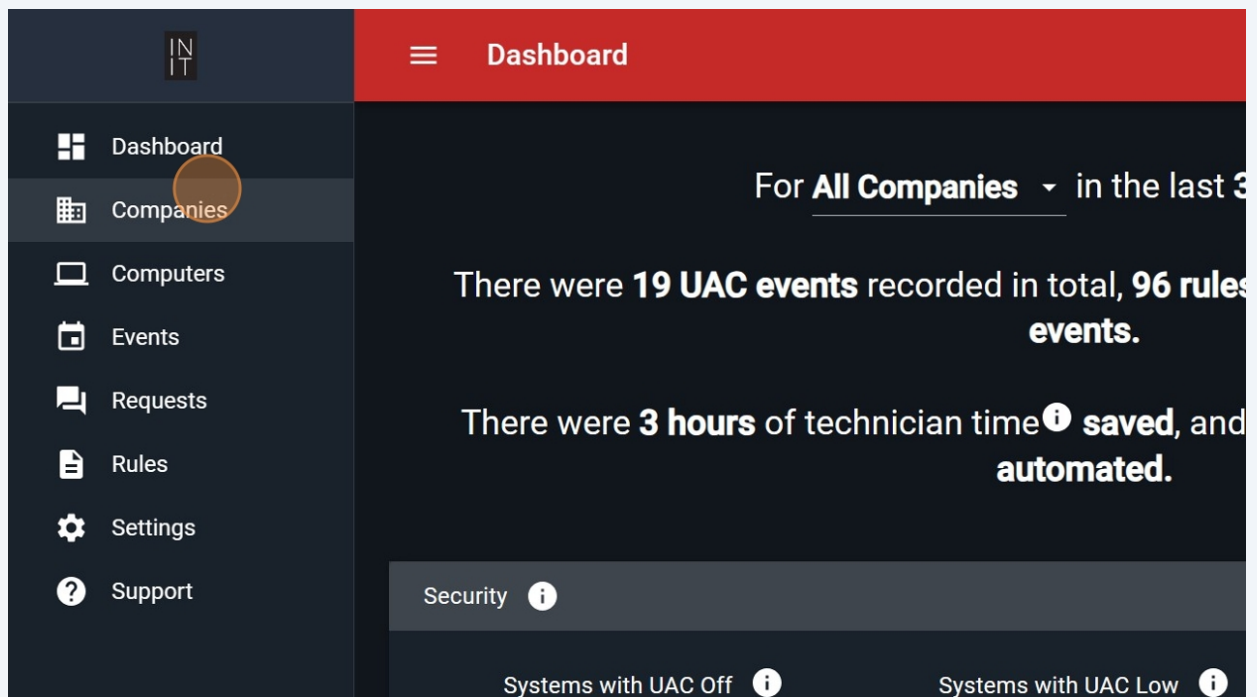 IN
IT
Dashboard
Dashboard
Companies
Computers
Events
Requests
Rules
Settings
Support
For All Companies in the last 3
There were 19 UAC events recorded in total, 96 rules
events.
There were 3 hours of technician time saved, and
automated.
Security
Systems with UAC Off
Systems with UAC Low